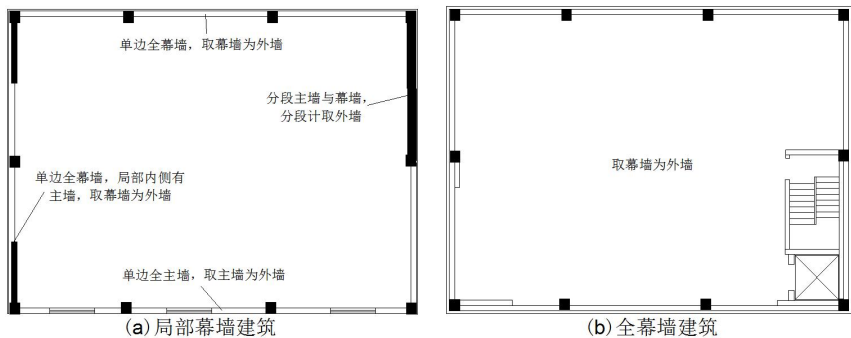 单边全幕墙，取幕墙为外墙
分段主墙与幕墙，
分段计取外墙
单边全幕墙，局部内侧有
主墙，取幕墙为外墙
单边全主墙，取主墙为外墙
(a)局部幕墙建筑
取幕墙为外墙
(b)全幕墙建筑